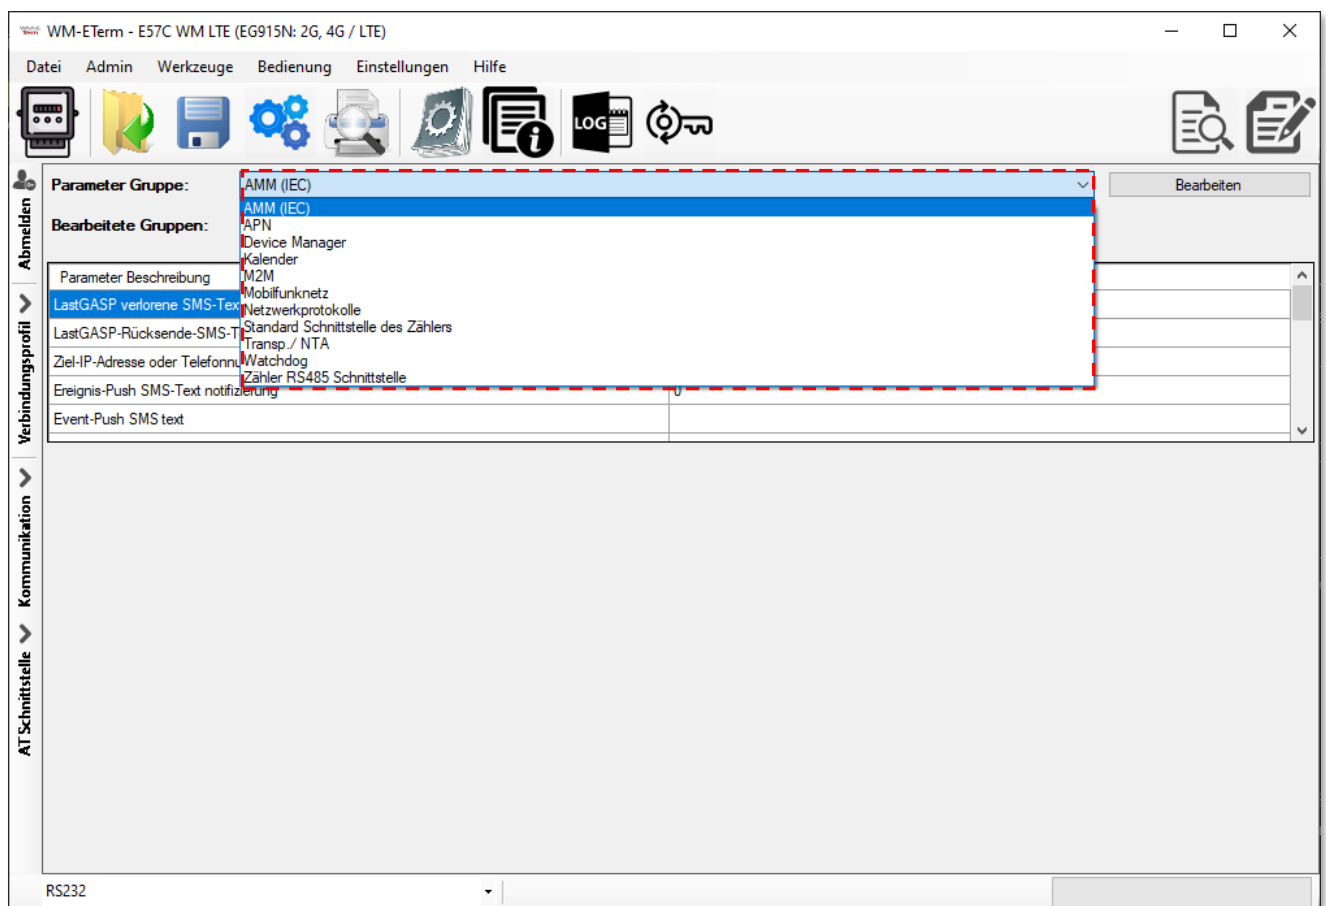 WM-ETerm - E57C WM LTE (EG915N: 2G, 4G / LTE)
Datei Admin Werkzeuge Bedienung Einstellungen Hilfe
LOG
Parameter Gruppe: AMM (IEC) Bearbeiten
Bearbeitete Gruppen:
AMM (IEC)
APN
Device Manager
Kalender
M2M
Mobilfunknetz
Netzwerkprotokolle
Standard Schnittstelle des Zählers
Transp./ NTA
Watchdog
Zähler RS485 Schnittstelle
Parameter Beschreibung
LastGASP verlorene SMS-Tex
LastGASP-Rücksende-SMS-T
Ziel-IP-Adresse oder Telefonnu
Ereignis-Push SMS-Text notifizierung 0
Event-Push SMS text
Abmelden
Verbindungsprofil
Kommunikation
AT Schnittstelle
RS232